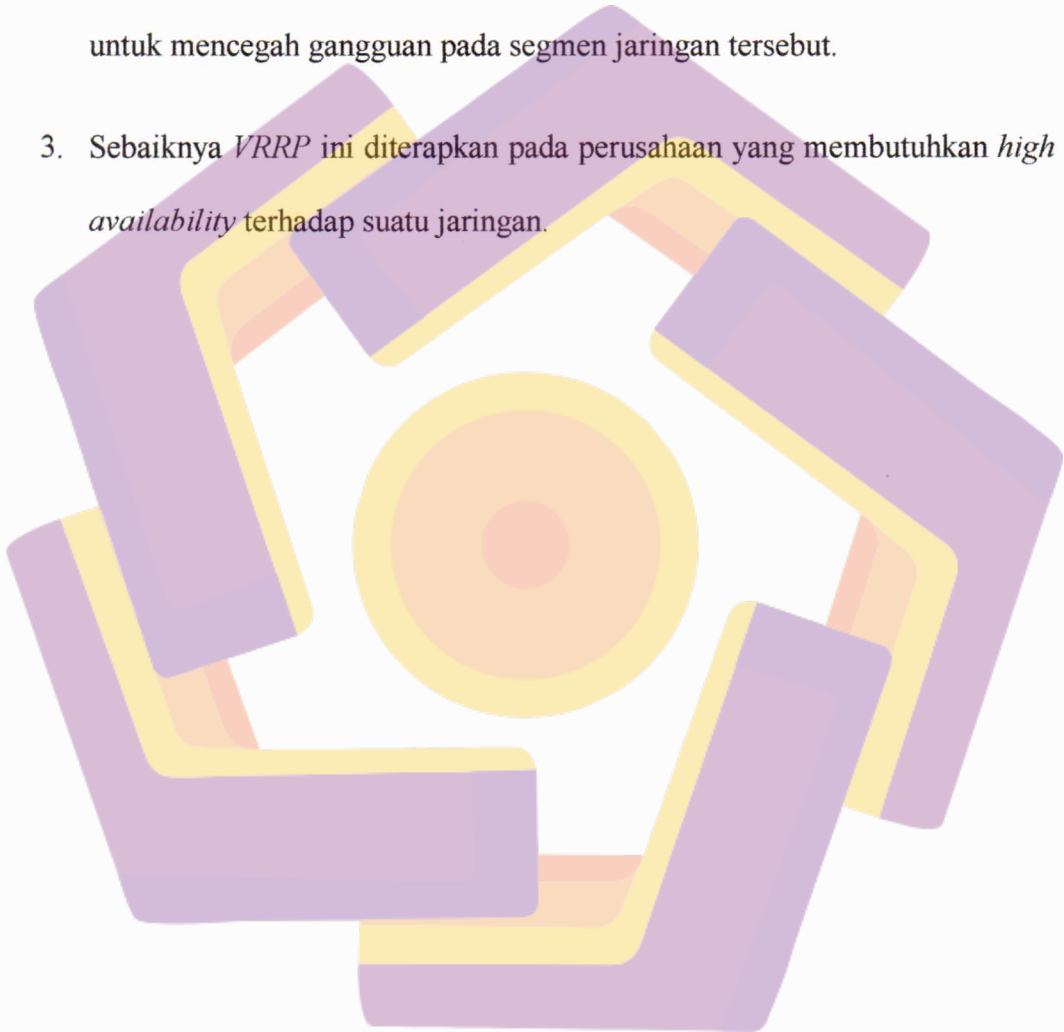 untuk mencegah gangguan pada segmen jaringan tersebut.
3. Sebaiknya VRRP ini diterapkan pada perusahaan yang membutuhkan high
availability terhadap suatu jaringan.